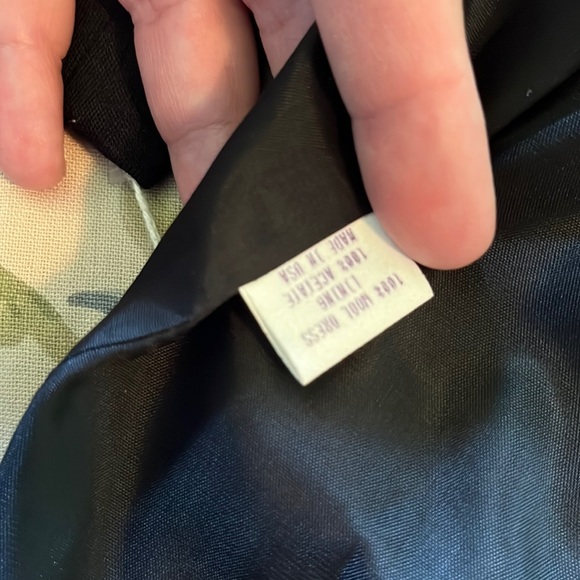 100% WOOL DRESS
LINING
100% ACETATE
MADE IN USA